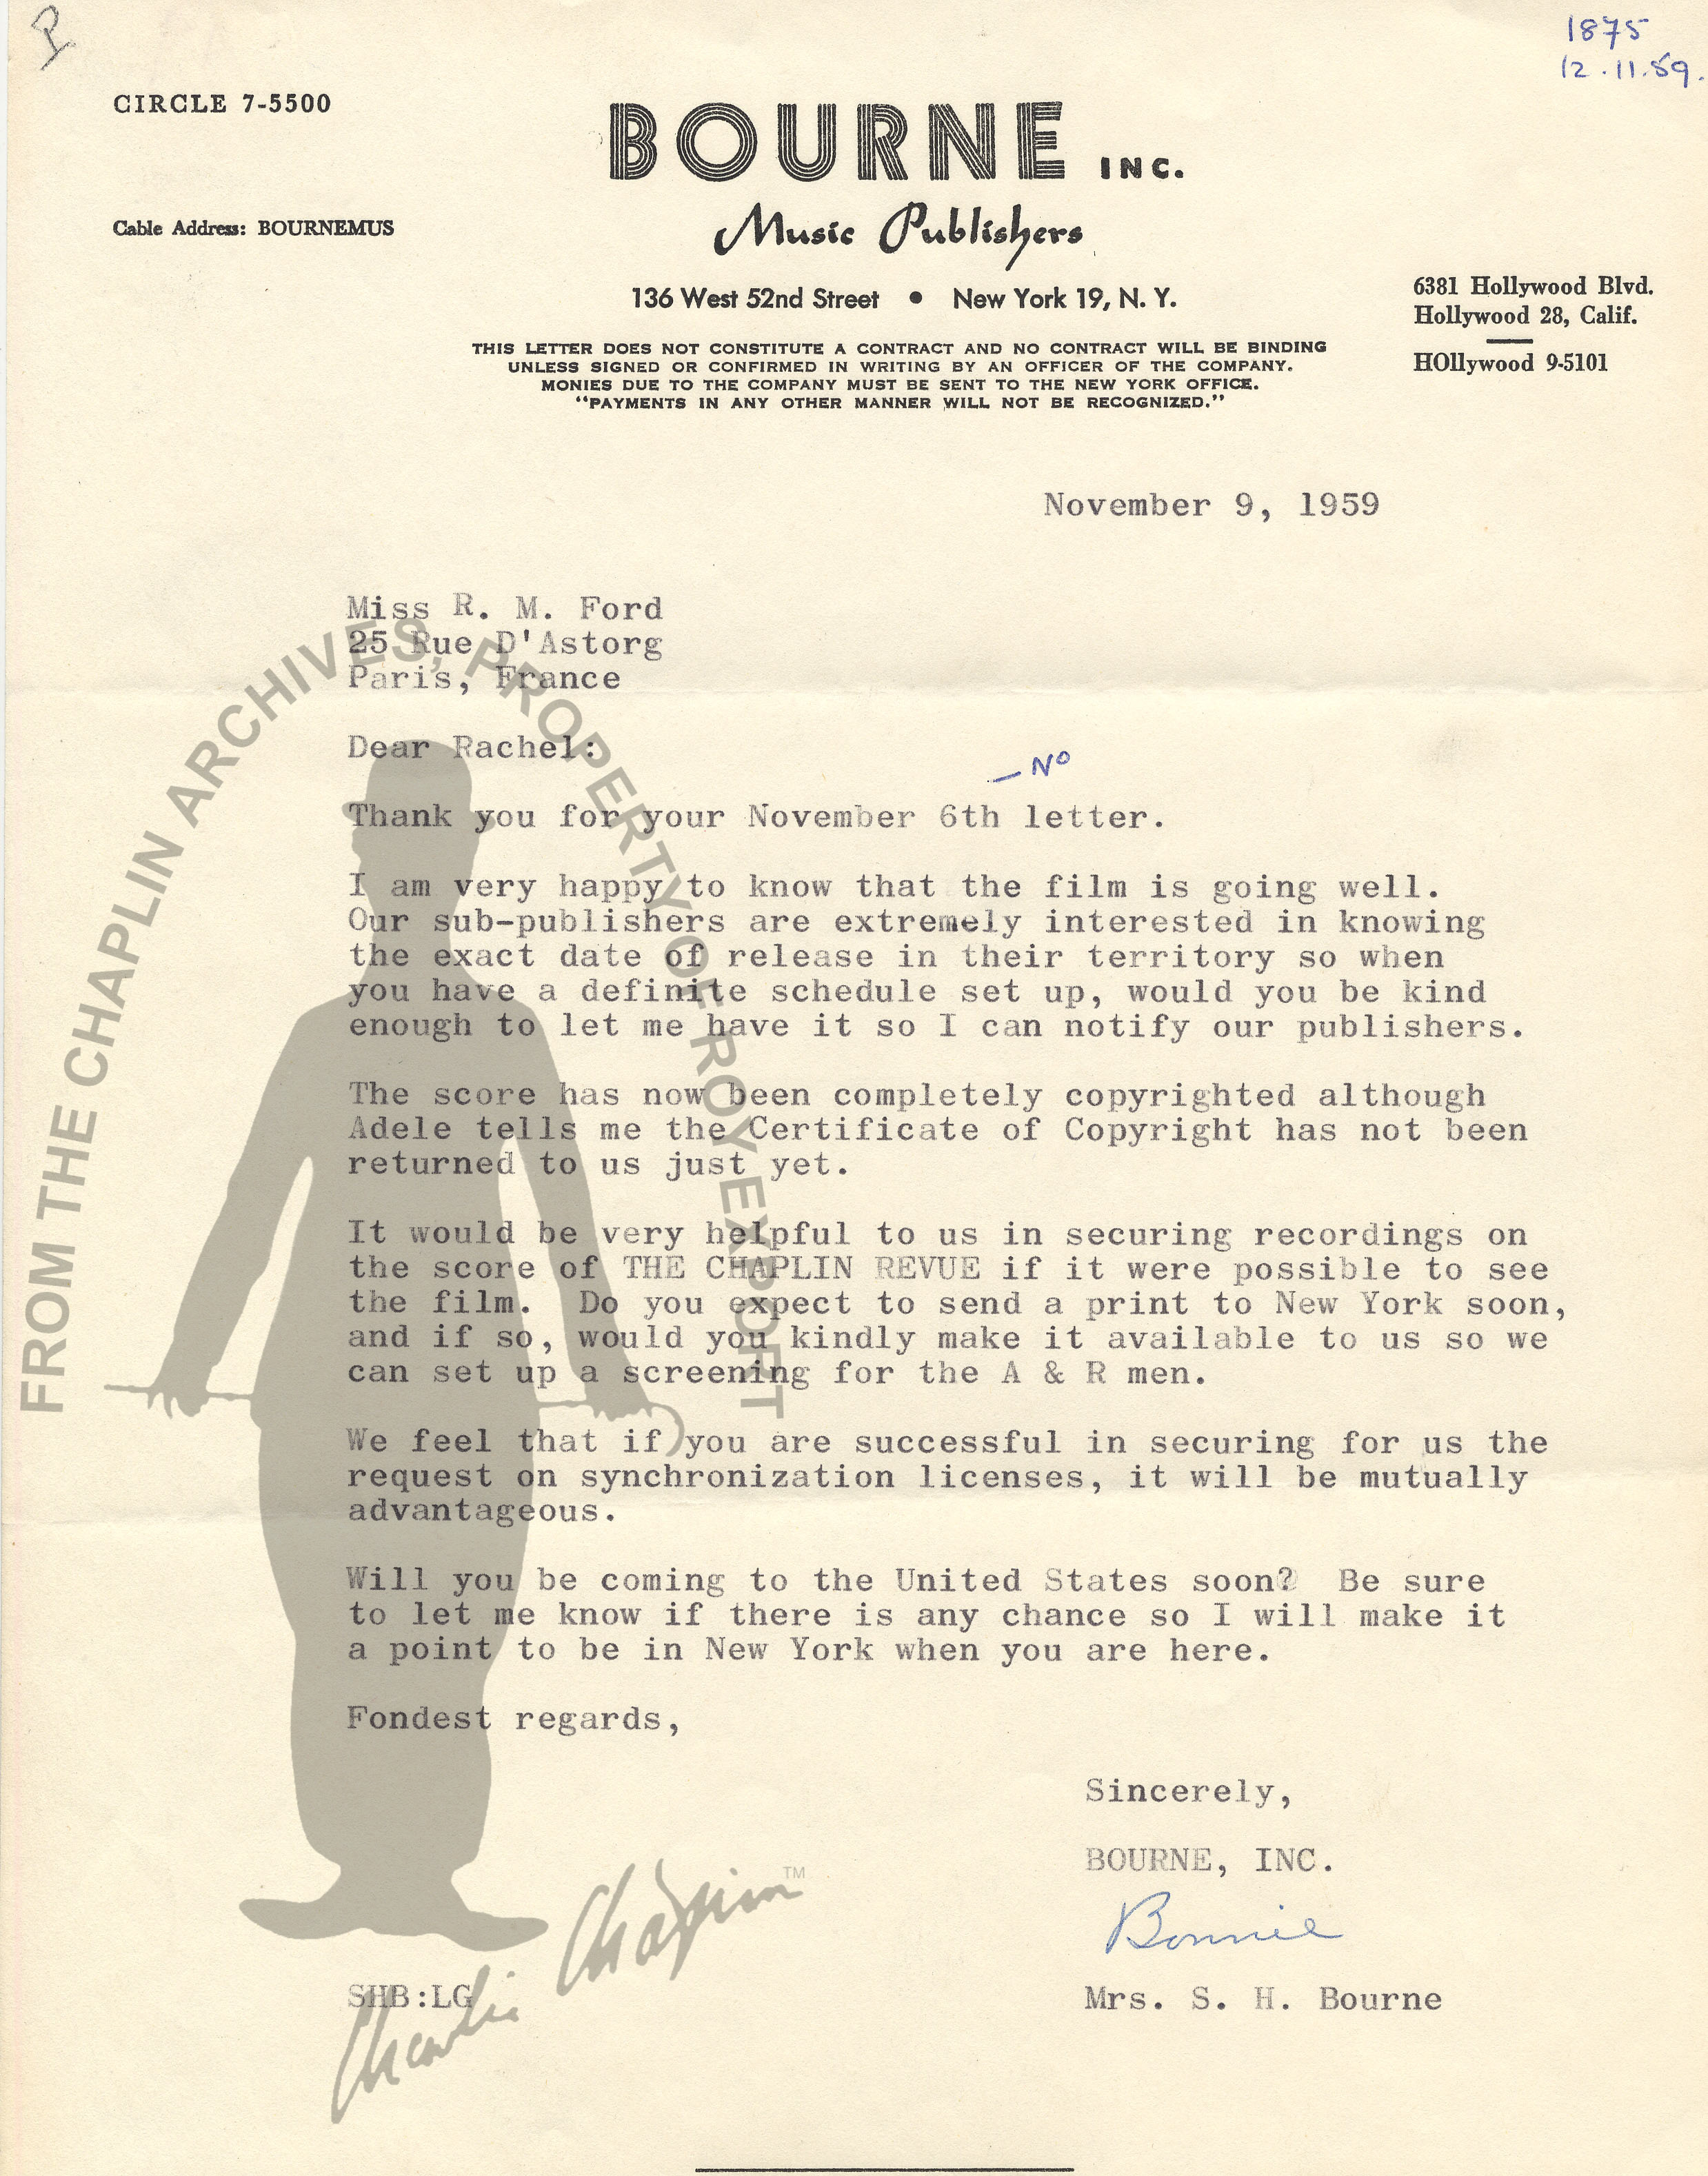 1875
12.11.59.
CIRCLE 7-5500
BOURNE INC.
Music Publishers
Cable Address: BOURNEMUS
136 West 52nd Street • New York 19, N. Y.
6381 Hollywood Blvd.
Hollywood 28, Calif.
HOllywood 9-5101
THIS LETTER DOES NOT CONSTITUTE A CONTRACT AND NO CONTRACT WILL BE BINDING
UNLESS SIGNED OR CONFIRMED IN WRITING BY AN OFFICER OF THE COMPANY.
MONIES DUE TO THE COMPANY MUST BE SENT TO THE NEW YORK OFFICE.
"PAYMENTS IN ANY OTHER MANNER WILL NOT BE RECOGNIZED."
November 9, 1959
Miss R. M. Ford
25 Rue D'Astorg
Paris, France
Dear Rachel:
— No
Thank you for your November 6th letter.
I am very happy to know that the film is going well.
Our sub-publishers are extremely interested in knowing
the exact date of release in their territory so when
you have a definite schedule set up, would you be kind
enough to let me have it so I can notify our publishers.
The score has now been completely copyrighted although
Adele tells me the Certificate of Copyright has not been
returned to us just yet.
It would be very helpful to us in securing recordings on
the score of THE CHAPLIN REVUE if it were possible to see
the film. Do you expect to send a print to New York soon,
and if so, would you kindly make it available to us so we
can set up a screening for the A & R men.
We feel that if you are successful in securing for us the
request on synchronization licenses, it will be mutually
advantageous.
Will you be coming to the United States soon? Be sure
to let me know if there is any chance so I will make it
a point to be in New York when you are here.
Fondest regards,
Sincerely,
BOURNE, INC.
Bonnie
SHB:LG
Mrs. S. H. Bourne
FROM THE CHAPLIN ARCHIVES, PROPERTY OF ROY EXPORT
Charlie Chaplin™